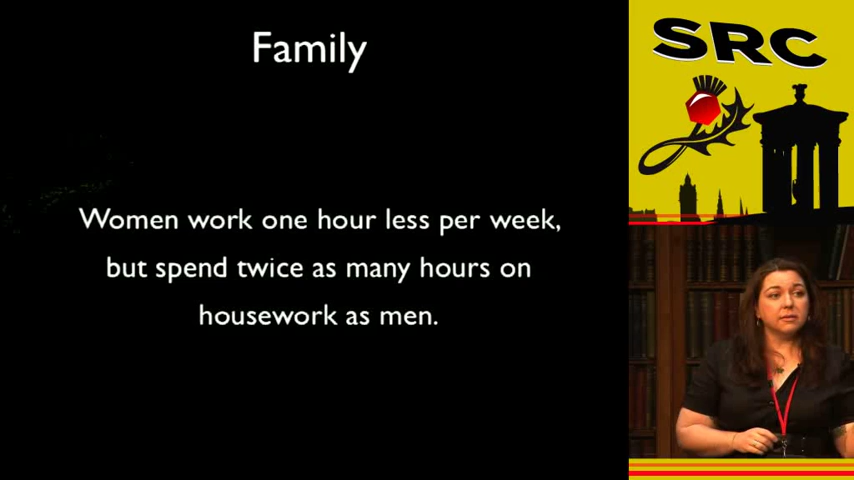 Family
Women work one hour less per week,
but spend twice as many hours on
housework as men.
SRC